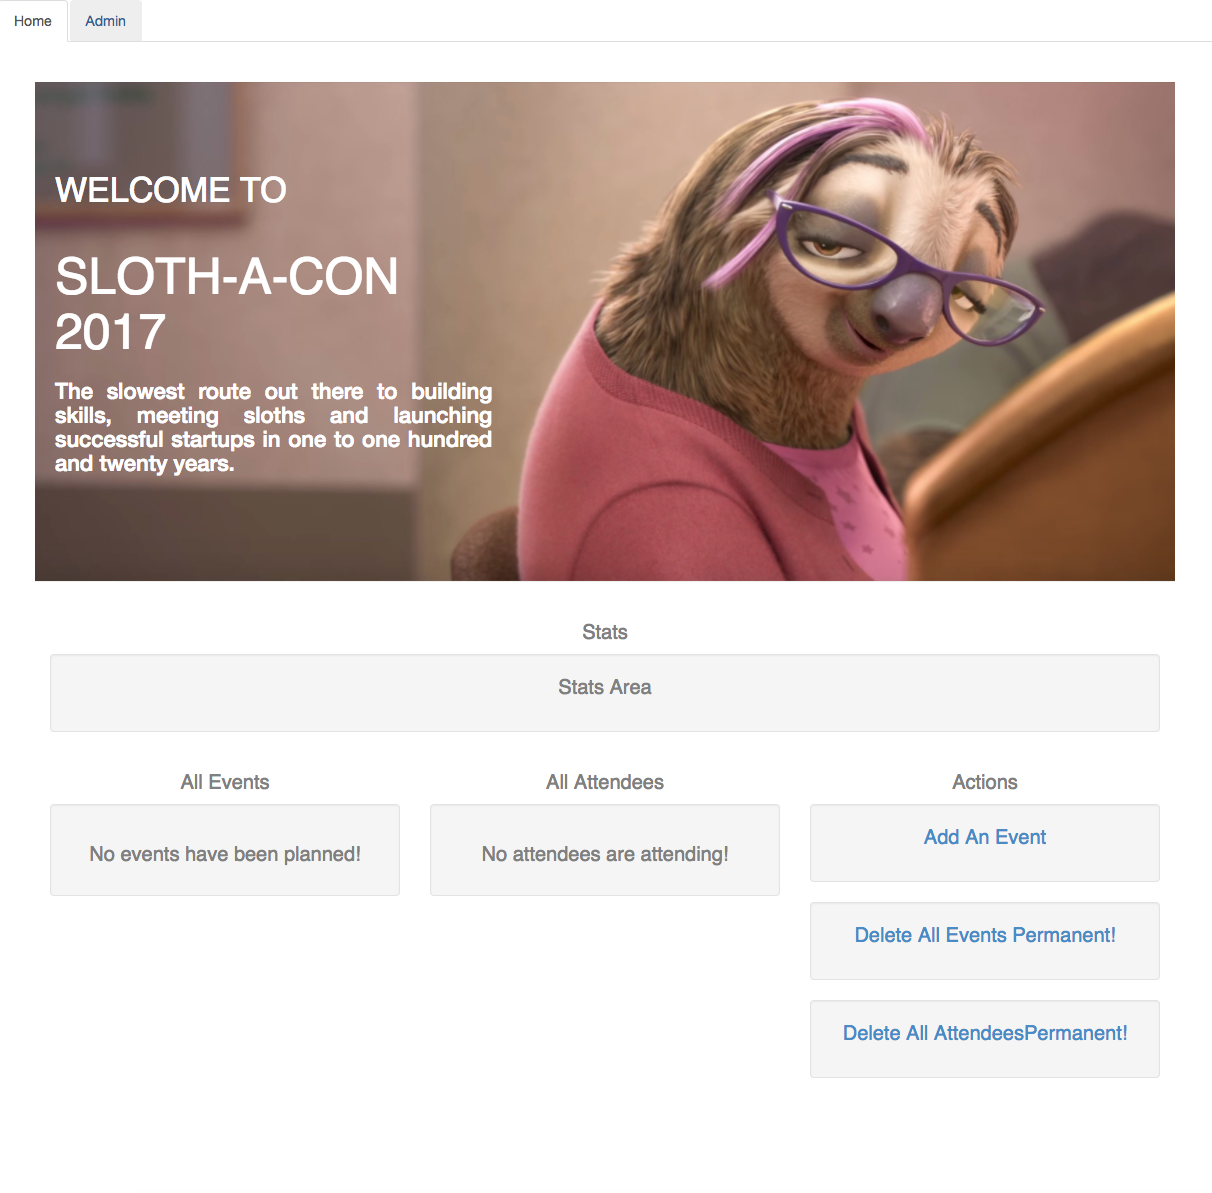 Home
Admin
WELCOME TO
SLOTH-A-CON
2017
The slowest route out there to building
skills, meeting sloths and launching
successful startups in one to one hundred
and twenty years.
Stats
Stats Area
All Events
No events have been planned!
All Attendees
No attendees are attending!
Actions
Add An Event
Delete All Events Permanent!
Delete All AttendeesPermanent!